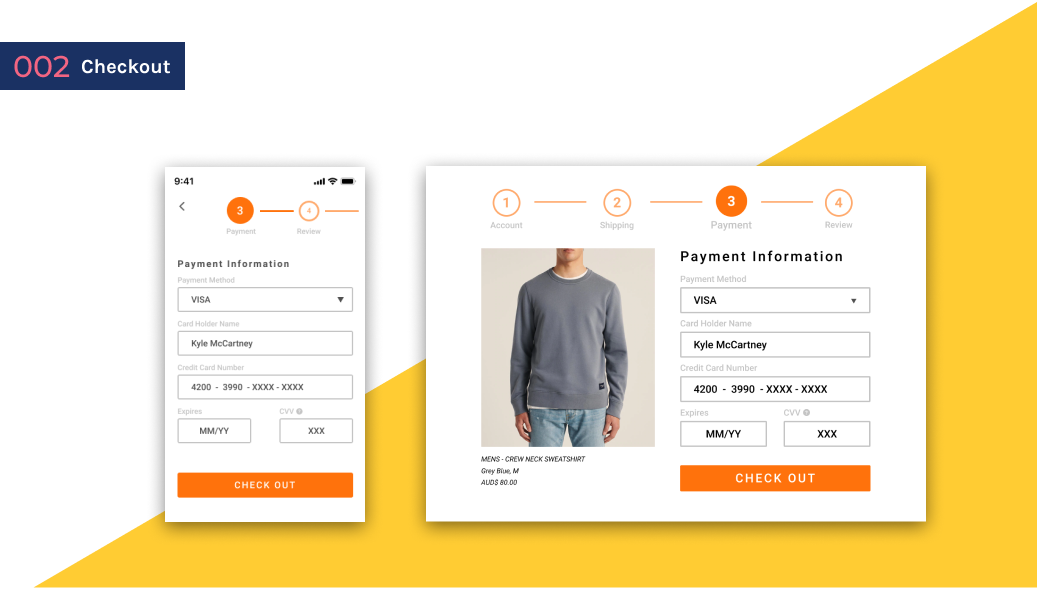 002 Checkout
9:41
3
4
Payment
Review
Payment Information
Payment Method
VISA
Card Holder Name
Kyle McCartney
Credit Card Number
4200 - 3990 - XXXX - XXXX
Expires
CVV ?
MM/YY
XXX
CHECK OUT
1
2
3
4
Account
Shipping
Payment
Review
MENS - CREW NECK SWEATSHIRT
Grey Blue, M
AUD$ 80.00
Payment Information
Payment Method
VISA
Card Holder Name
Kyle McCartney
Credit Card Number
4200 - 3990 - XXXX - XXXX
Expires
CVV ?
MM/YY
XXX
CHECK OUT